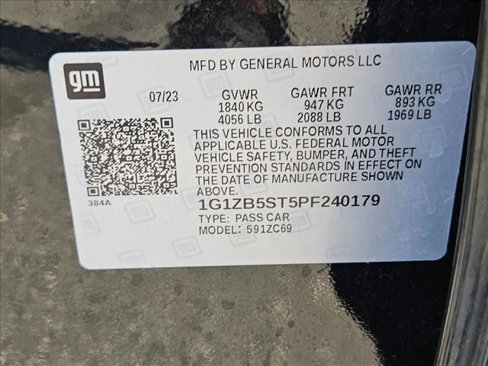 MFD BY GENERAL MOTORS LLC
gm
07/23 GVWR GAWR FRT GAWR RR
1840 KG 947 KG 893 KG
4056 LB 2088 LB 1969 LB
THIS VEHICLE CONFORMS TO ALL
APPLICABLE U.S. FEDERAL MOTOR
VEHICLE SAFETY, BUMPER, AND THEFT
PREVENTION STANDARDS IN EFFECT ON
THE DATE OF MANUFACTURE SHOWN
ABOVE.
384A
1G1ZB5ST5PF240179
TYPE: PASS CAR
MODEL: 591ZC69